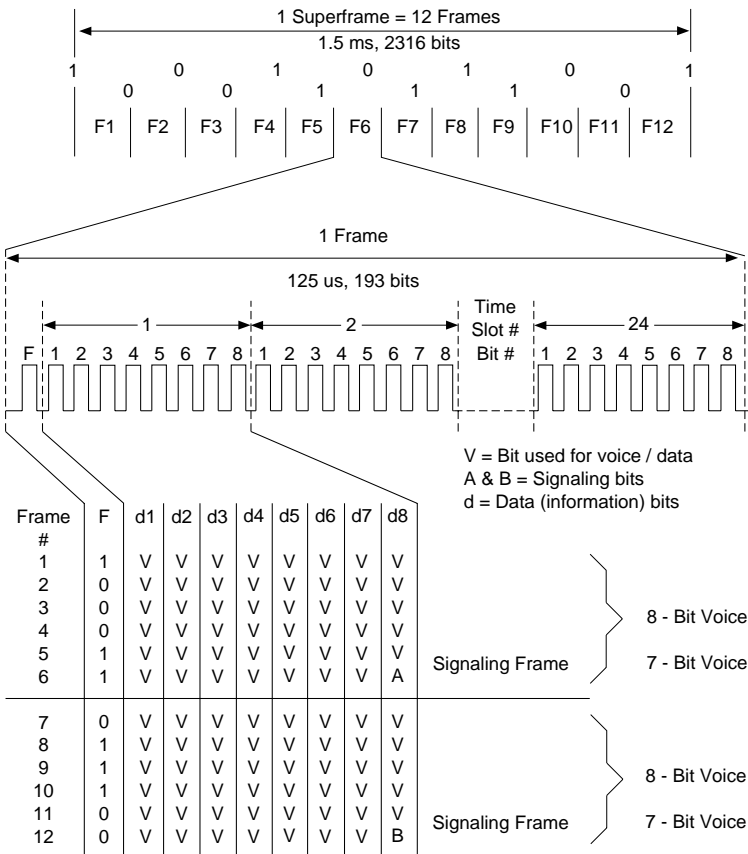 1 Superframe = 12 Frames
1.5 ms, 2316 bits
1 0 1 0 1 0 1
0 0 1 1 1 0
F1 F2 F3 F4 F5 F6 F7 F8 F9 F10 F11 F12
1 Frame
125 us, 193 bits
1 2 Time Slot # 24
F 1 2 3 4 5 6 7 8 1 2 3 4 5 6 7 8 Bit # 1 2 3 4 5 6 7 8
V = Bit used for voice / data
A & B = Signaling bits
d = Data (information) bits
Frame # F d1 d2 d3 d4 d5 d6 d7 d8
1 1 V V V V V V V V
2 0 V V V V V V V V
3 0 V V V V V V V V
4 0 V V V V V V V V 8 - Bit Voice
5 1 V V V V V V V V
6 1 V V V V V V V A Signaling Frame 7 - Bit Voice
7 0 V V V V V V V V
8 1 V V V V V V V V
9 1 V V V V V V V V
10 1 V V V V V V V V 8 - Bit Voice
11 0 V V V V V V V V
12 0 V V V V V V V B Signaling Frame 7 - Bit Voice